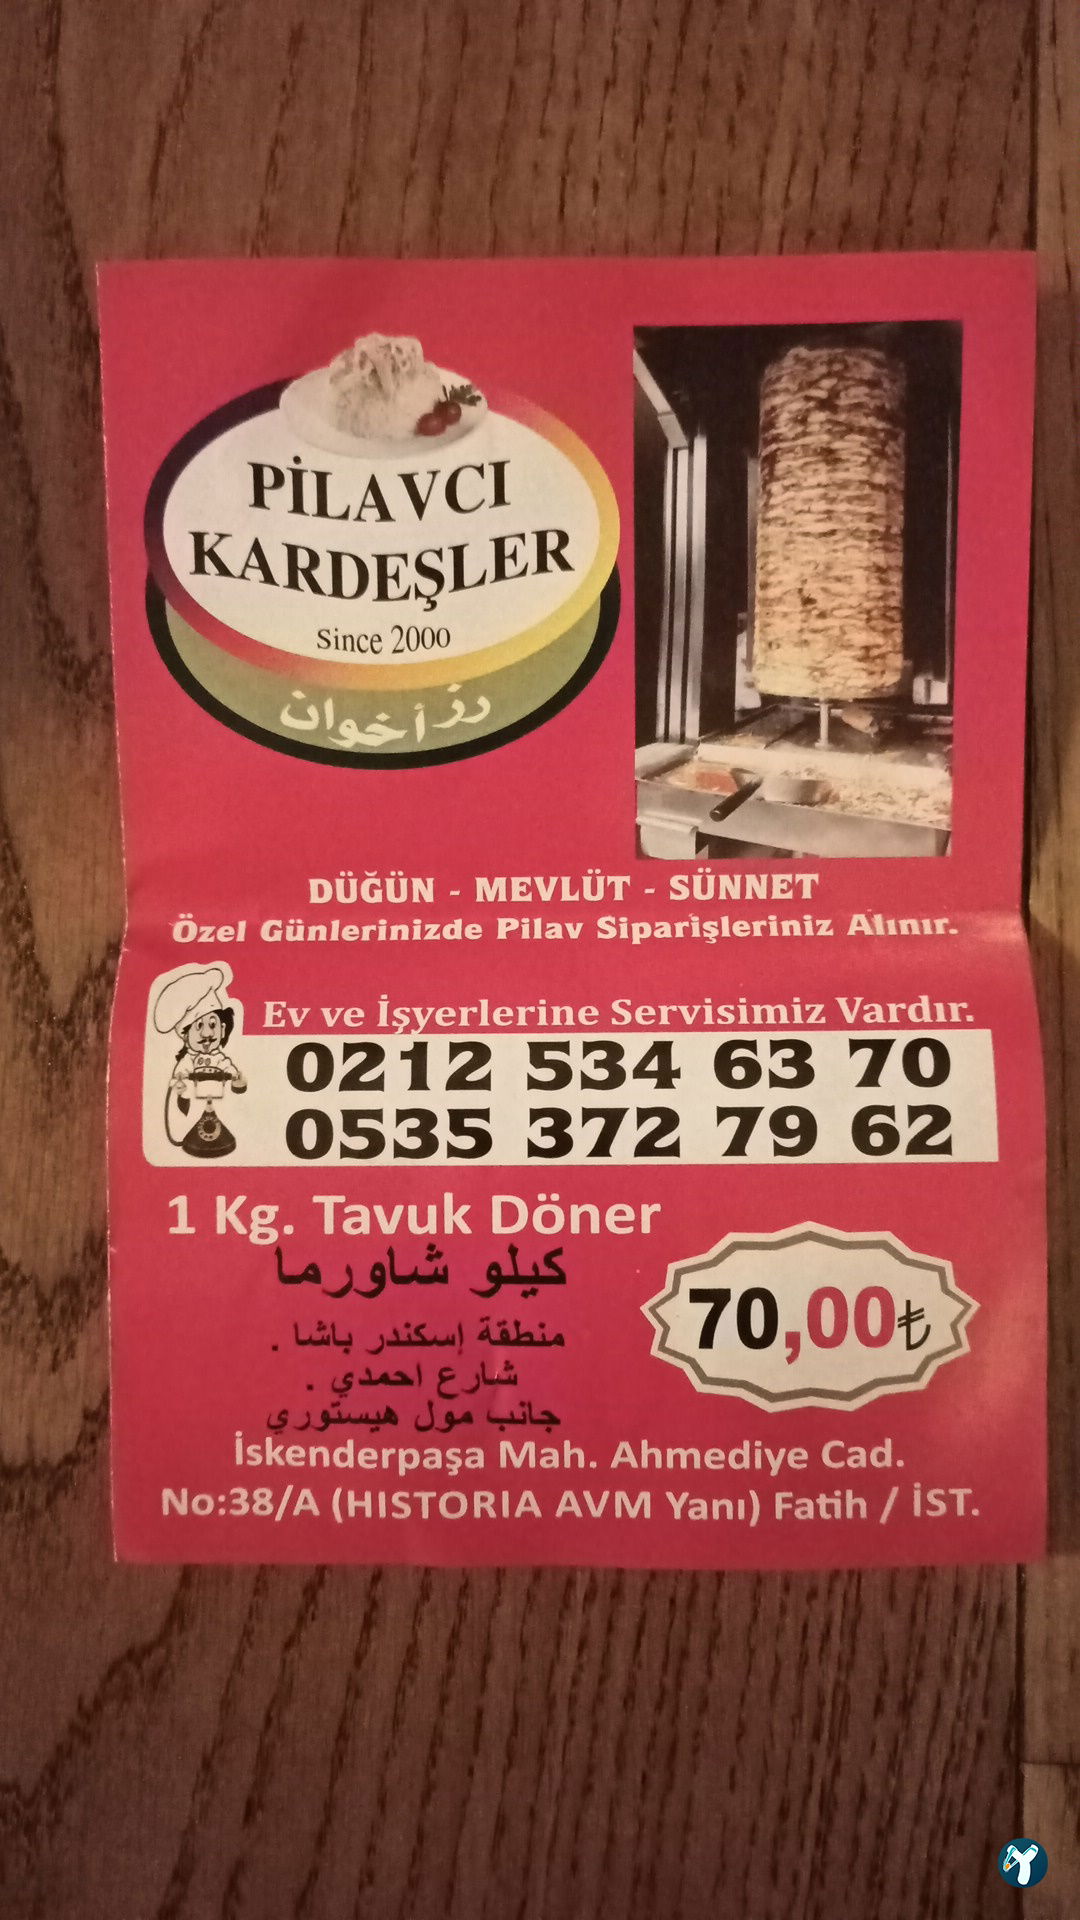 PİLAVCI
KARDEŞLER
Since 2000
رز أخوان
DÜĞÜN - MEVLÜT - SÜNNET
Özel Günlerinizde Pilav Siparişleriniz Alınır.
Ev ve İşyerlerine Servisimiz Vardır.
0212 534 63 70
0535 372 79 62
1 Kg. Tavuk Döner
كيلو شاورما
70,00₺
منطقة إسكندر باشا .
شارع احمدي .
جانب مول هيستوري
İskenderpaşa Mah. Ahmediye Cad.
No:38/A (HISTORIA AVM Yanı) Fatih / İST.